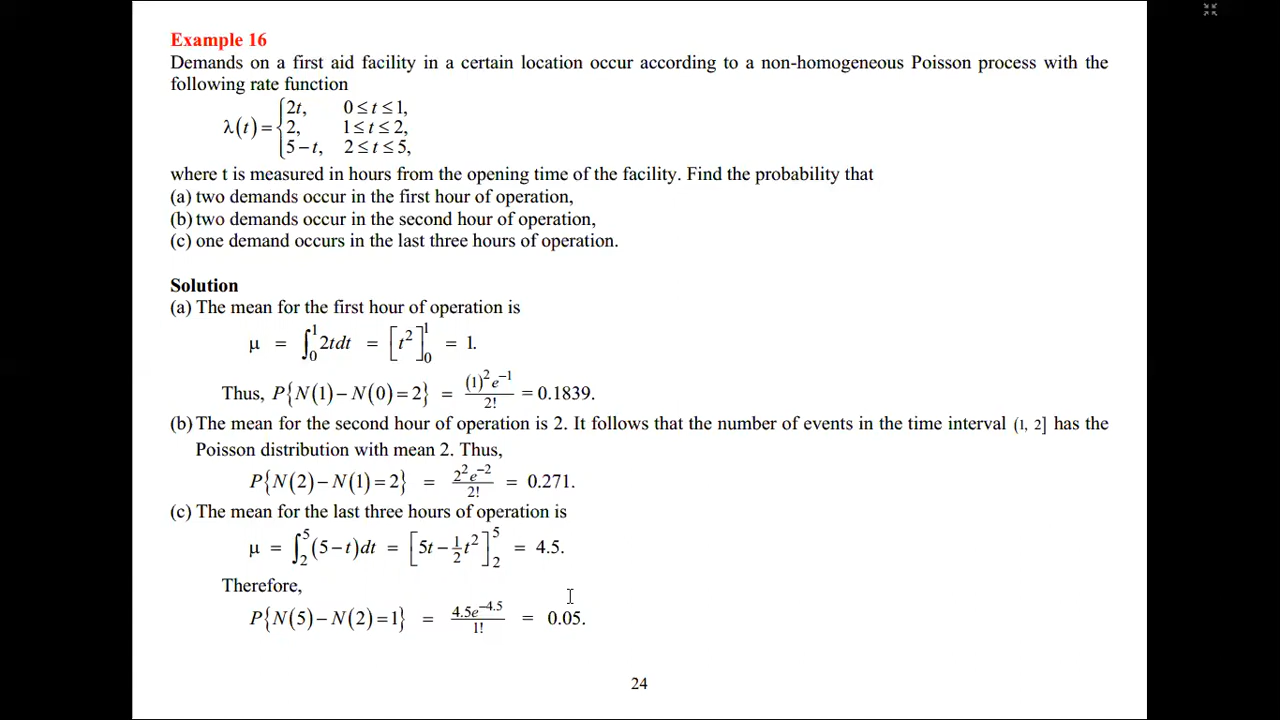 Example 16
Demands on a first aid facility in a certain location occur according to a non-homogeneous Poisson process with the
following rate function
λ(t) = { 2t, 0 ≤ t ≤ 1,
2, 1 ≤ t ≤ 2,
5 − t, 2 ≤ t ≤ 5,
where t is measured in hours from the opening time of the facility. Find the probability that
(a) two demands occur in the first hour of operation,
(b) two demands occur in the second hour of operation,
(c) one demand occurs in the last three hours of operation.
Solution
(a) The mean for the first hour of operation is
μ = ∫₀¹ 2tdt = [t²]₀¹ = 1.
Thus, P{N(1) − N(0) = 2} = (1)²e⁻¹/2! = 0.1839.
(b) The mean for the second hour of operation is 2. It follows that the number of events in the time interval (1, 2] has the
Poisson distribution with mean 2. Thus,
P{N(2) − N(1) = 2} = 2²e⁻²/2! = 0.271.
(c) The mean for the last three hours of operation is
μ = ∫₂⁵ (5 − t)dt = [5t − ½t²]₂⁵ = 4.5.
Therefore,
P{N(5) − N(2) = 1} = 4.5e⁻⁴·⁵/1! = 0.05.
24